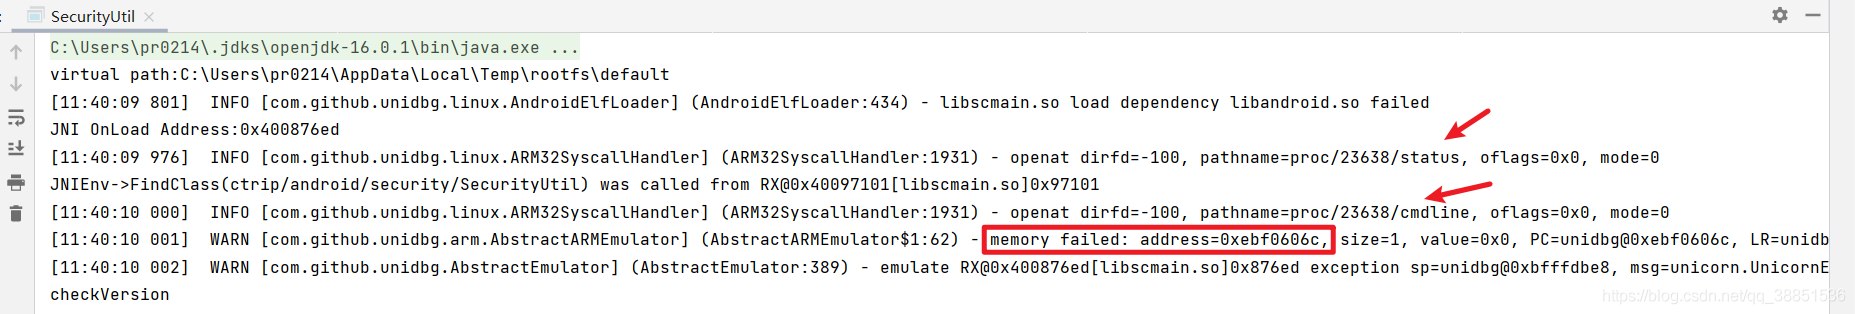 SecurityUtil
C:\Users\pr0214\.jdks\openjdk-16.0.1\bin\java.exe ...
virtual path:C:\Users\pr0214\AppData\Local\Temp\rootfs\default
[11:40:09 801]  INFO [com.github.unidbg.linux.AndroidElfLoader] (AndroidElfLoader:434) - libscmain.so load dependency libandroid.so failed
JNI OnLoad Address:0x400876ed
[11:40:09 976]  INFO [com.github.unidbg.linux.ARM32SyscallHandler] (ARM32SyscallHandler:1931) - openat dirfd=-100, pathname=proc/23638/status, oflags=0x0, mode=0
JNIEnv->FindClass(ctrip/android/security/SecurityUtil) was called from RX@0x40097101[libscmain.so]0x97101
[11:40:10 000]  INFO [com.github.unidbg.linux.ARM32SyscallHandler] (ARM32SyscallHandler:1931) - openat dirfd=-100, pathname=proc/23638/cmdline, oflags=0x0, mode=0
[11:40:10 001]  WARN [com.github.unidbg.arm.AbstractARMEmulator] (AbstractARMEmulator$1:62) - memory failed: address=0xebf0606c, size=1, value=0x0, PC=unidbg@0xebf0606c, LR=unidb
[11:40:10 002]  WARN [com.github.unidbg.AbstractEmulator] (AbstractEmulator:389) - emulate RX@0x400876ed[libscmain.so]0x876ed exception sp=unidbg@0xbfffdbe8, msg=unicorn.UnicornE
checkVersion
https://blog.csdn.net/qq_38851536